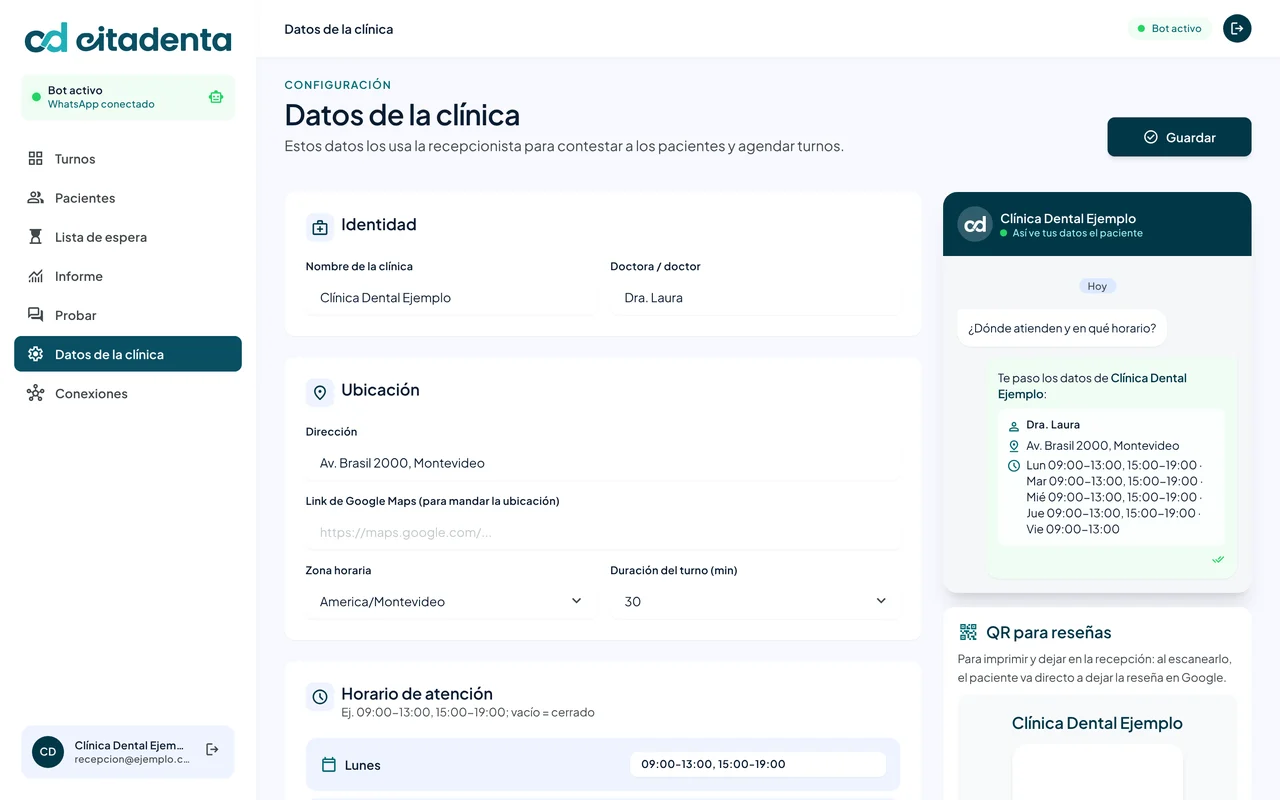 cd citadenta
Bot activo
WhatsApp conectado
Turnos
Pacientes
Lista de espera
Informe
Probar
Datos de la clínica
Conexiones
CD
Clínica Dental Ejem...
recepcion@ejemplo.c...
Datos de la clínica
Bot activo
CONFIGURACIÓN
Datos de la clínica
Estos datos los usa la recepcionista para contestar a los pacientes y agendar turnos.
Guardar
Identidad
Nombre de la clínica
Clínica Dental Ejemplo
Doctora / doctor
Dra. Laura
Ubicación
Dirección
Av. Brasil 2000, Montevideo
Link de Google Maps (para mandar la ubicación)
https://maps.google.com/...
Zona horaria
America/Montevideo
Duración del turno (min)
30
Horario de atención
Ej. 09:00–13:00, 15:00–19:00; vacío = cerrado
Lunes
09:00-13:00, 15:00-19:00
cd
Clínica Dental Ejemplo
Así ve tus datos el paciente
Hoy
¿Dónde atienden y en qué horario?
Te paso los datos de Clínica Dental
Ejemplo:
Dra. Laura
Av. Brasil 2000, Montevideo
Lun 09:00–13:00, 15:00–19:00 ·
Mar 09:00–13:00, 15:00–19:00 ·
Mié 09:00–13:00, 15:00–19:00 ·
Jue 09:00–13:00, 15:00–19:00 ·
Vie 09:00–13:00
QR para reseñas
Para imprimir y dejar en la recepción: al escanearlo,
el paciente va directo a dejar la reseña en Google.
Clínica Dental Ejemplo